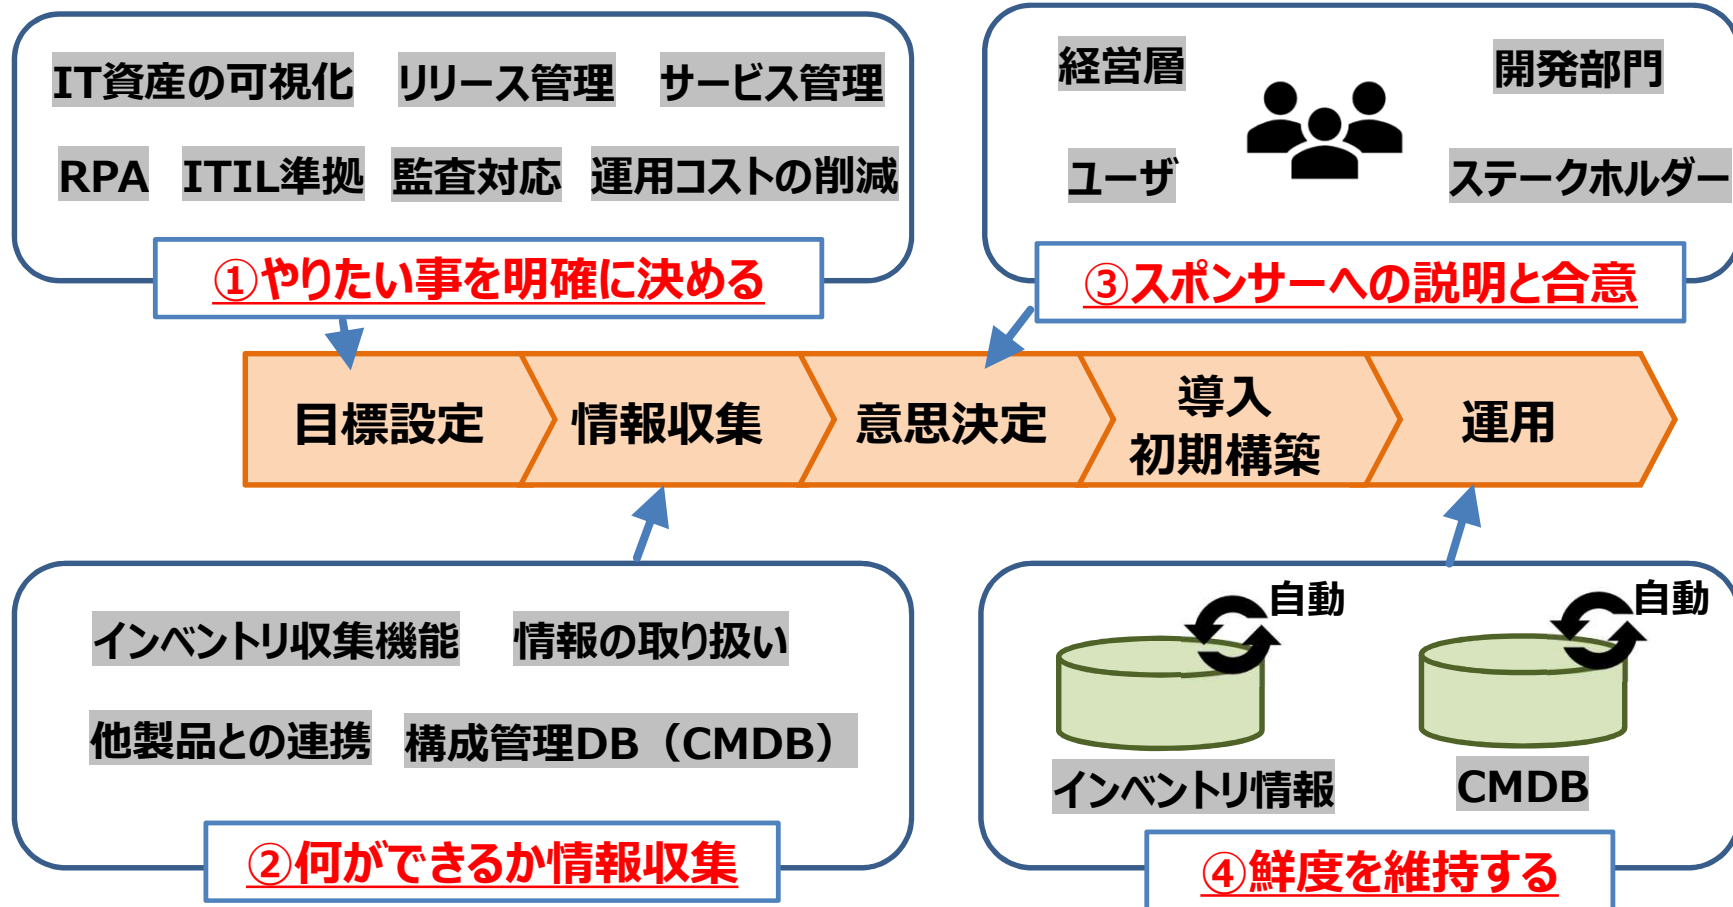 IT資産の可視化 リリース管理 サービス管理
RPA ITIL準拠 監査対応 運用コストの削減
①やりたい事を明確に決める
経営層 開発部門
ユーザ ステークホルダー
③スポンサーへの説明と合意
目標設定
情報収集
意思決定
導入
初期構築
運用
インベントリ収集機能 情報の取り扱い
他製品との連携 構成管理DB（CMDB）
②何ができるか情報収集
自動 自動
インベントリ情報 CMDB
④鮮度を維持する